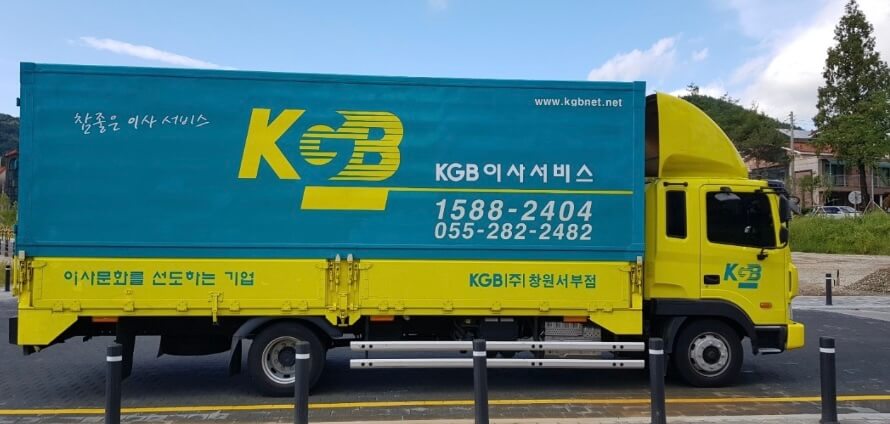 www.kgbnet.net
참좋은 이사 서비스
KGB
KGB이사서비스
1588-2404
055-282-2482
이사문화를 선도하는 기업
KGB(주)창원서부점
KGB